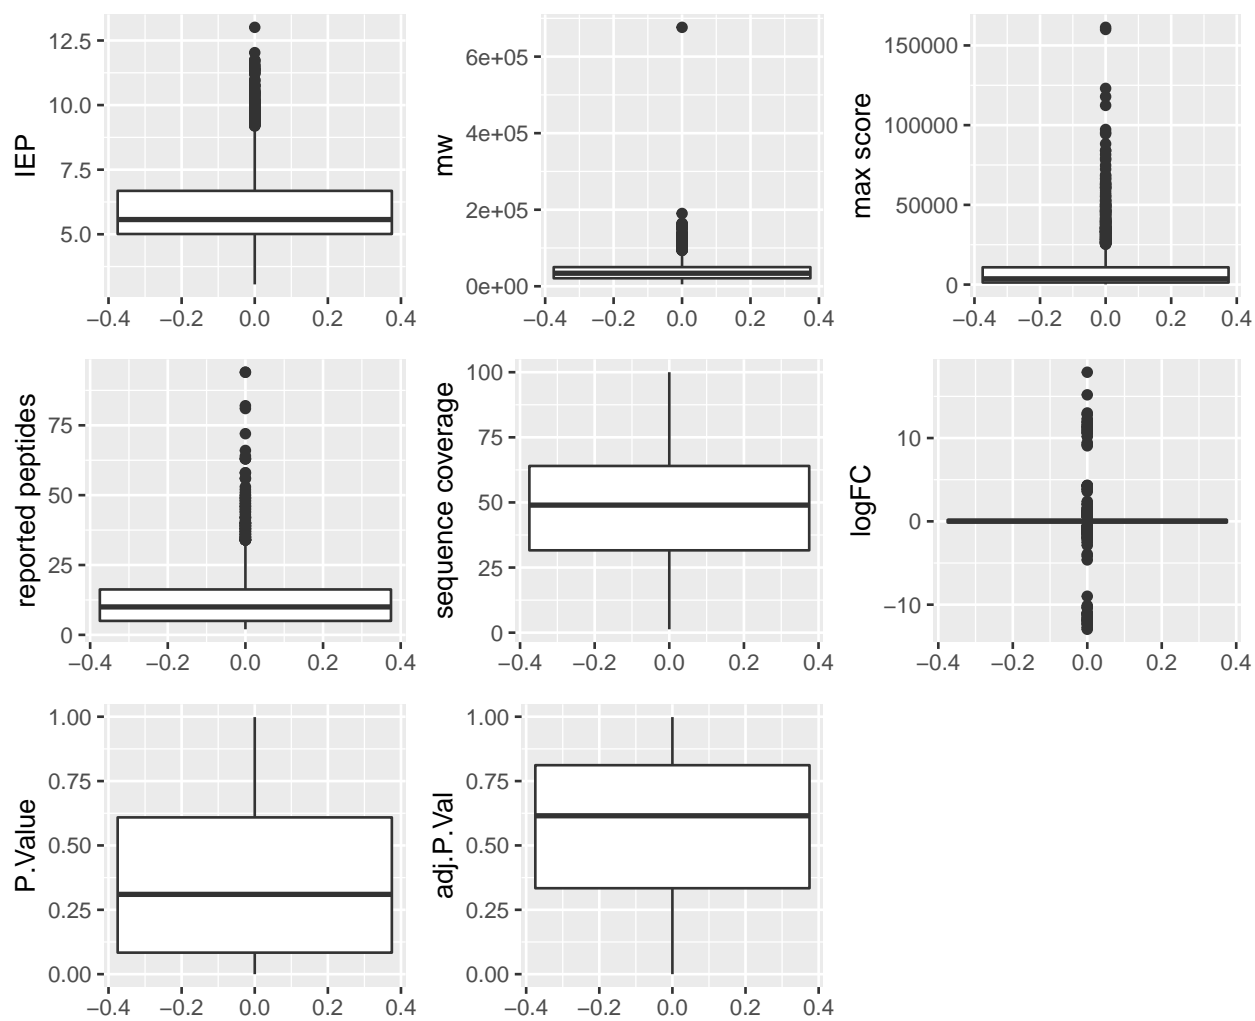 IEP
12.5
10.0
7.5
5.0
−0.4 −0.2 0.0 0.2 0.4
mw
6e+05
4e+05
2e+05
0e+00
−0.4 −0.2 0.0 0.2 0.4
max score
150000
100000
50000
0
−0.4 −0.2 0.0 0.2 0.4
reported peptides
75
50
25
0
−0.4 −0.2 0.0 0.2 0.4
sequence coverage
100
75
50
25
0
−0.4 −0.2 0.0 0.2 0.4
logFC
10
0
−10
−0.4 −0.2 0.0 0.2 0.4
P.Value
1.00
0.75
0.50
0.25
0.00
−0.4 −0.2 0.0 0.2 0.4
adj.P.Val
1.00
0.75
0.50
0.25
0.00
−0.4 −0.2 0.0 0.2 0.4